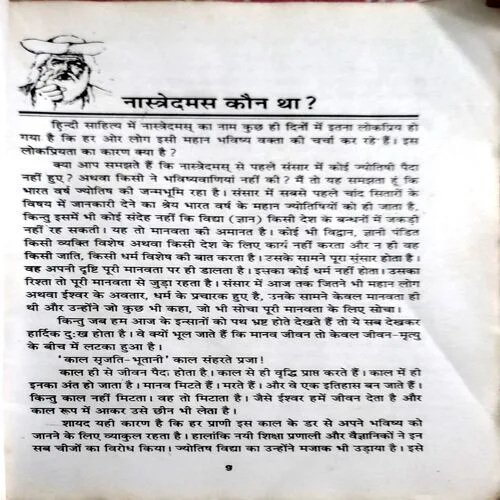 नास्त्रेदमस कौन था ?
हिन्दी साहित्य में नास्त्रेदमस् का नाम कुछ ही दिनों में इतना लोकप्रिय हो
गया है कि हर ओर लोग इसी महान भविष्य वक्ता की चर्चा कर रहे हैं। इस
लोकप्रियता का कारण क्या है ?
क्या आप समझते हैं कि नास्त्रेदमस् से पहले संसार में कोई ज्योतिषी पैदा
नहीं हुए ? अथवा किसी ने भविष्यवाणियां नहीं की ? मैं तो यह समझता हूं कि
भारत वर्ष ज्योतिष की जन्मभूमि रहा है। संसार में सबसे पहले चांद सितारों के
विषय में जानकारी देने का श्रेय भारत वर्ष के महान ज्योतिषियों को ही जाता है,
किन्तु इसमें भी कोई संदेह नहीं कि विद्या (ज्ञान) किसी देश के बन्धनों में जकड़ी
नहीं रह सकती। यह तो मानवता की अमानत है। कोई भी विद्वान, ज्ञानी पंडित
किसी व्यक्ति विशेष अथवा किसी देश के लिए कार्य नहीं करता और न ही वह
किसी जाति, किसी धर्म विशेष की बात करता है। उसके सामने पूरा संसार होता है।
वह अपनी दृष्टि पूरी मानवता पर ही डालता है। इसका कोई धर्म नहीं होता। उसका
रिश्ता तो पूरी मानवता से जुड़ा रहता है। संसार में आज तक जितने भी महान लोग
अथवा ईश्वर के अवतार, धर्म के प्रचारक हुए है, उनके सामने केवल मानवता ही
थी और उन्होंने जो कुछ भी कहा, जो भी सोचा पूरी मानवता के लिए सोचा।
किन्तु जब हम आज के इन्सानों को पथ भ्रष्ट होते देखते हैं तो ये सब देखकर
हार्दिक दुःख होता है। वे क्यों भूल जाते हैं कि मानव जीवन तो केवल जीवन-मृत्यु
के बीच में लटका हुआ है।
'काल सृजति-भूतानी' काल संहरते प्रजा!
काल ही से जीवन पैदा होता है। काल से ही वृद्धि प्राप्त करते हैं। काल में ही
इनका अंत हो जाता है। मानव मिटते हैं। मरते हैं। और वे एक इतिहास बन जाते हैं।
किन्तु काल नहीं मिटता। वह तो मिटाता है। जैसे ईश्वर हमें जीवन देता है और
काल रूप में आकर उसे छीन भी लेता है।
शायद यही कारण है कि हर प्राणी इस काल के डर से अपने भविष्य को
जानने के लिए व्याकुल रहता है। हालांकि नयी शिक्षा प्रणाली और वैज्ञानिकों ने इन
सब चीजों का विरोध किया। ज्योतिष विद्या का उन्होंने मजाक भी उड़ाया है। इसे
9